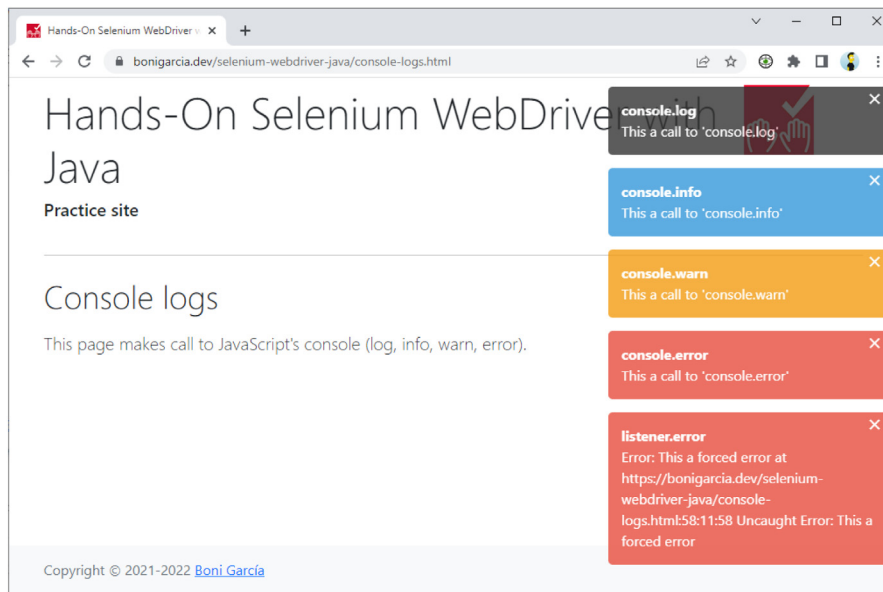 Hands-On Selenium WebDriver v
bonigarcia.dev/selenium-webdriver-java/console-logs.html
Hands-On Selenium WebDriver with
Java
Practice site
Console logs
This page makes call to JavaScript's console (log, info, warn, error).
console.log
This a call to 'console.log'
console.info
This a call to 'console.info'
console.warn
This a call to 'console.warn'
console.error
This a call to 'console.error'
listener.error
Error: This a forced error at
https://bonigarcia.dev/selenium-
webdriver-java/console-
logs.html:58:11:58 Uncaught Error: This a
forced error
Copyright © 2021-2022 Boni García